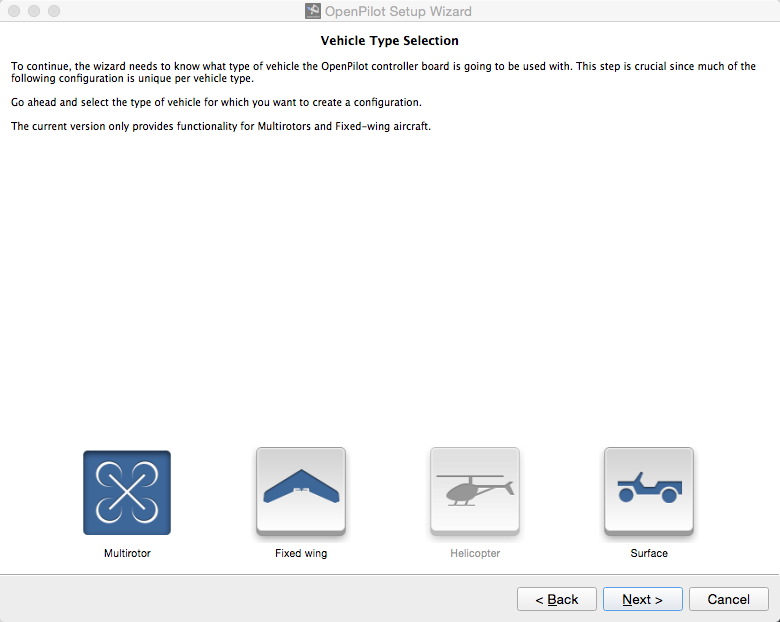 OpenPilot Setup Wizard
Vehicle Type Selection
To continue, the wizard needs to know what type of vehicle the OpenPilot controller board is going to be used with. This step is crucial since much of the
following configuration is unique per vehicle type.
Go ahead and select the type of vehicle for which you want to create a configuration.
The current version only provides functionality for Multirotors and Fixed-wing aircraft.
Multirotor
Fixed wing
Helicopter
Surface
< Back
Next >
Cancel